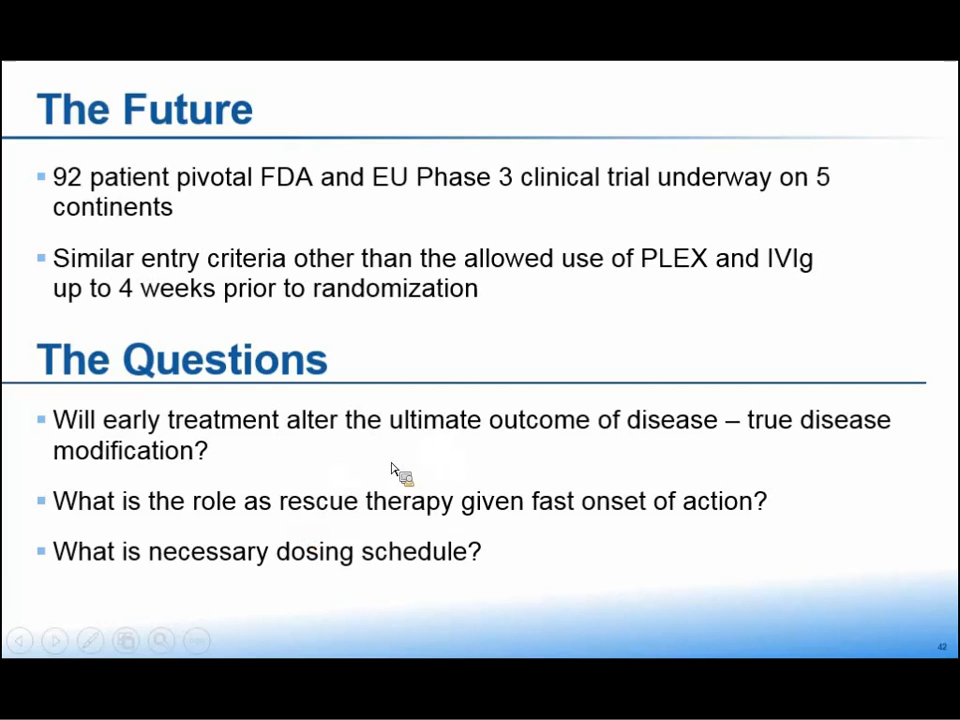 The Future
92 patient pivotal FDA and EU Phase 3 clinical trial underway on 5
continents
Similar entry criteria other than the allowed use of PLEX and IVIg
up to 4 weeks prior to randomization
The Questions
Will early treatment alter the ultimate outcome of disease – true disease
modification?
What is the role as rescue therapy given fast onset of action?
What is necessary dosing schedule?
42